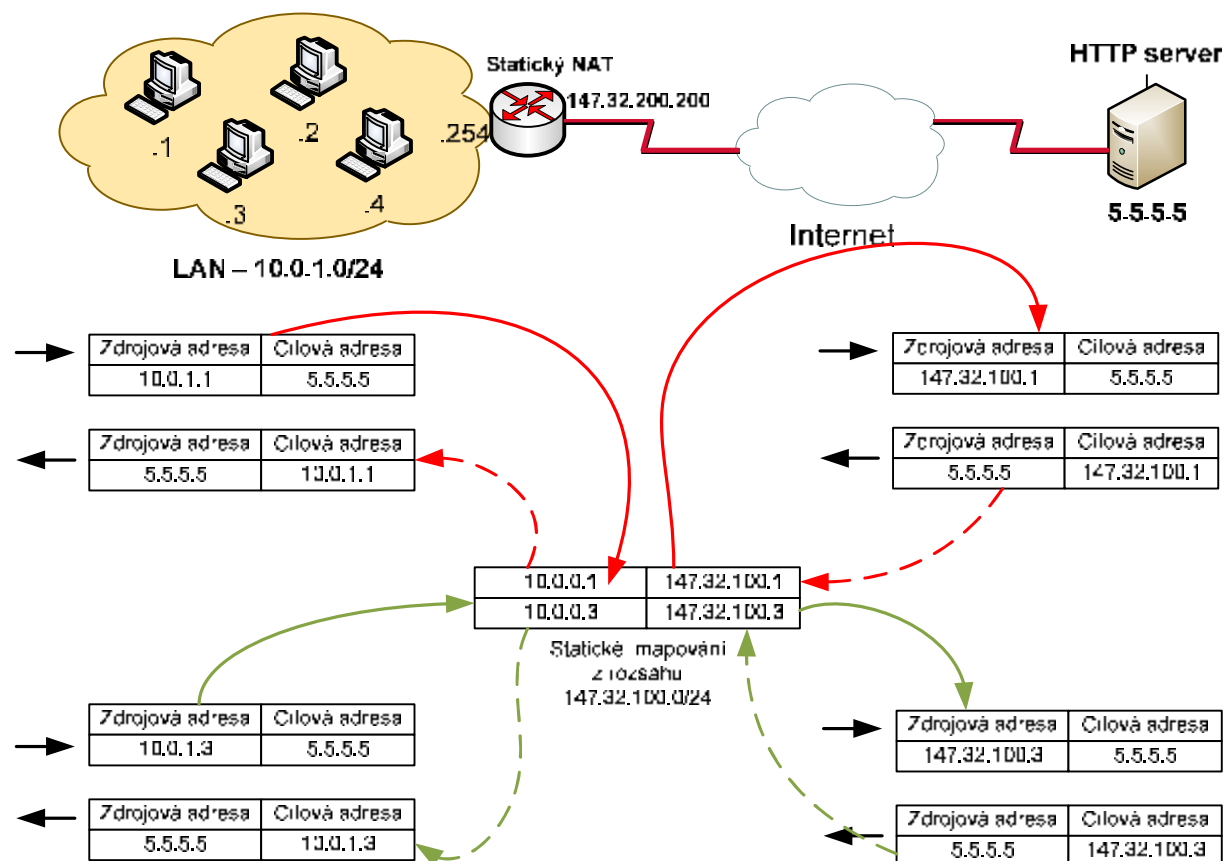 Statický NAT
HTTP server
147.32.200.200
.1
.2
.3
.4
.254
5.5.5.5
Internet
LAN – 10.0.1.0/24
Zdrojová adresa Cílová adresa
10.0.1.1 5.5.5.5
Zdrojová adresa Cílová adresa
147.32.100.1 5.5.5.5
Zdrojová adresa Cílová adresa
5.5.5.5 10.0.1.1
Zdrojová adresa Cílová adresa
5.5.5.5 147.32.100.1
10.0.0.1 147.32.100.1
10.0.0.3 147.32.100.3
Statické mapování
z rozsahu
147.32.100.0/24
Zdrojová adresa Cílová adresa
10.0.1.3 5.5.5.5
Zdrojová adresa Cílová adresa
147.32.100.3 5.5.5.5
Zdrojová adresa Cílová adresa
5.5.5.5 10.0.1.3
Zdrojová adresa Cílová adresa
5.5.5.5 147.32.100.3